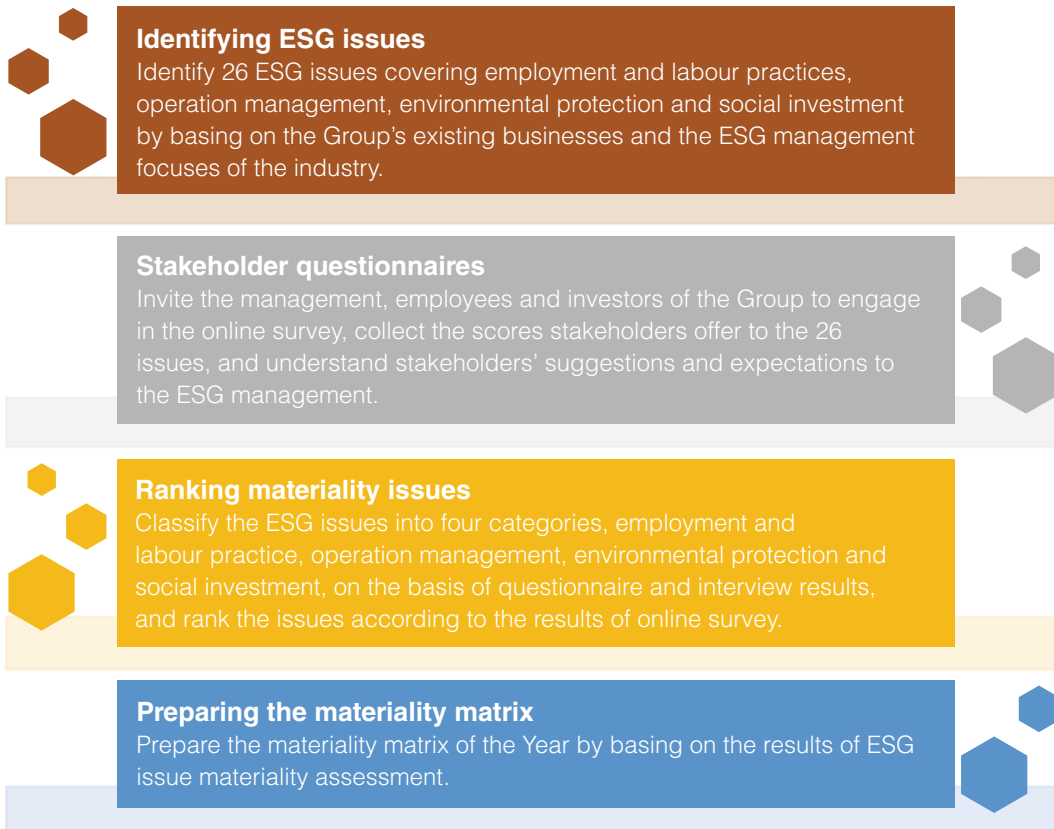 Identifying ESG issues
Identify 26 ESG issues covering employment and labour practices,
operation management, environmental protection and social investment
by basing on the Group's existing businesses and the ESG management
focuses of the industry.
Stakeholder questionnaires
Invite the management, employees and investors of the Group to engage
in the online survey, collect the scores stakeholders offer to the 26
issues, and understand stakeholders' suggestions and expectations to
the ESG management.
Ranking materiality issues
Classify the ESG issues into four categories, employment and
labour practice, operation management, environmental protection and
social investment, on the basis of questionnaire and interview results,
and rank the issues according to the results of online survey.
Preparing the materiality matrix
Prepare the materiality matrix of the Year by basing on the results of ESG
issue materiality assessment.